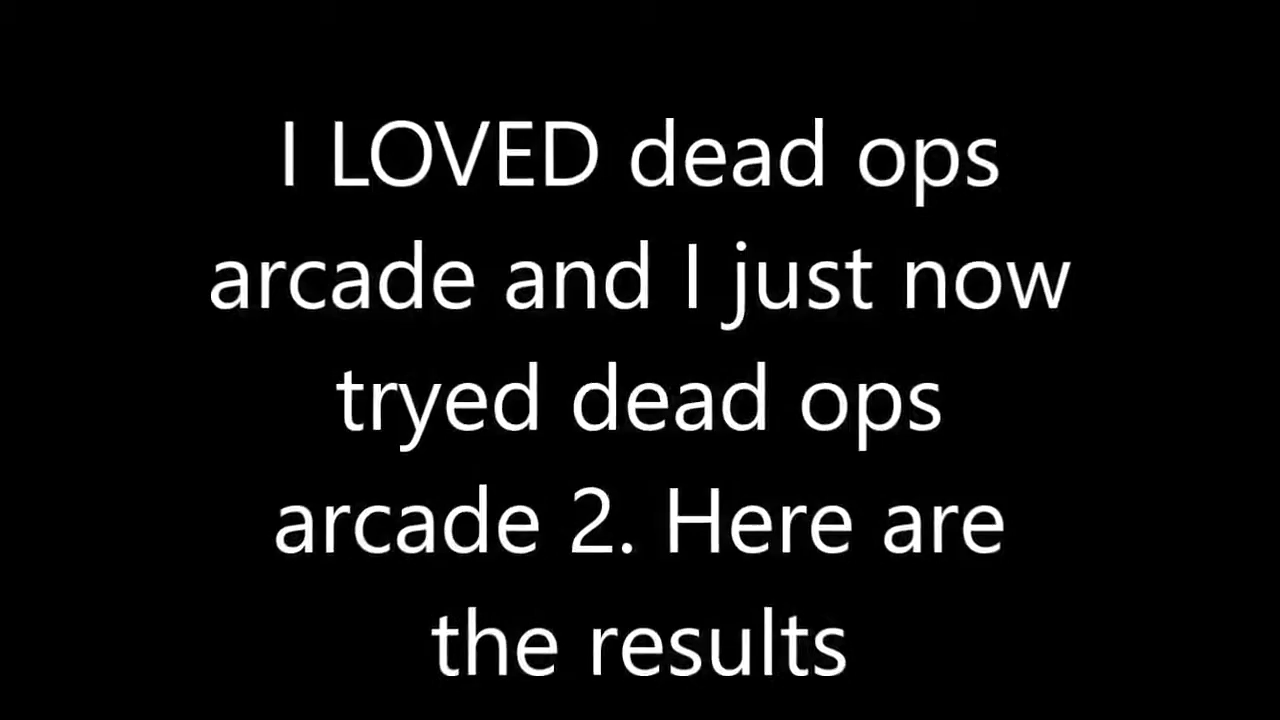 I LOVED dead ops
arcade and I just now
tryed dead ops
arcade 2. Here are
the results